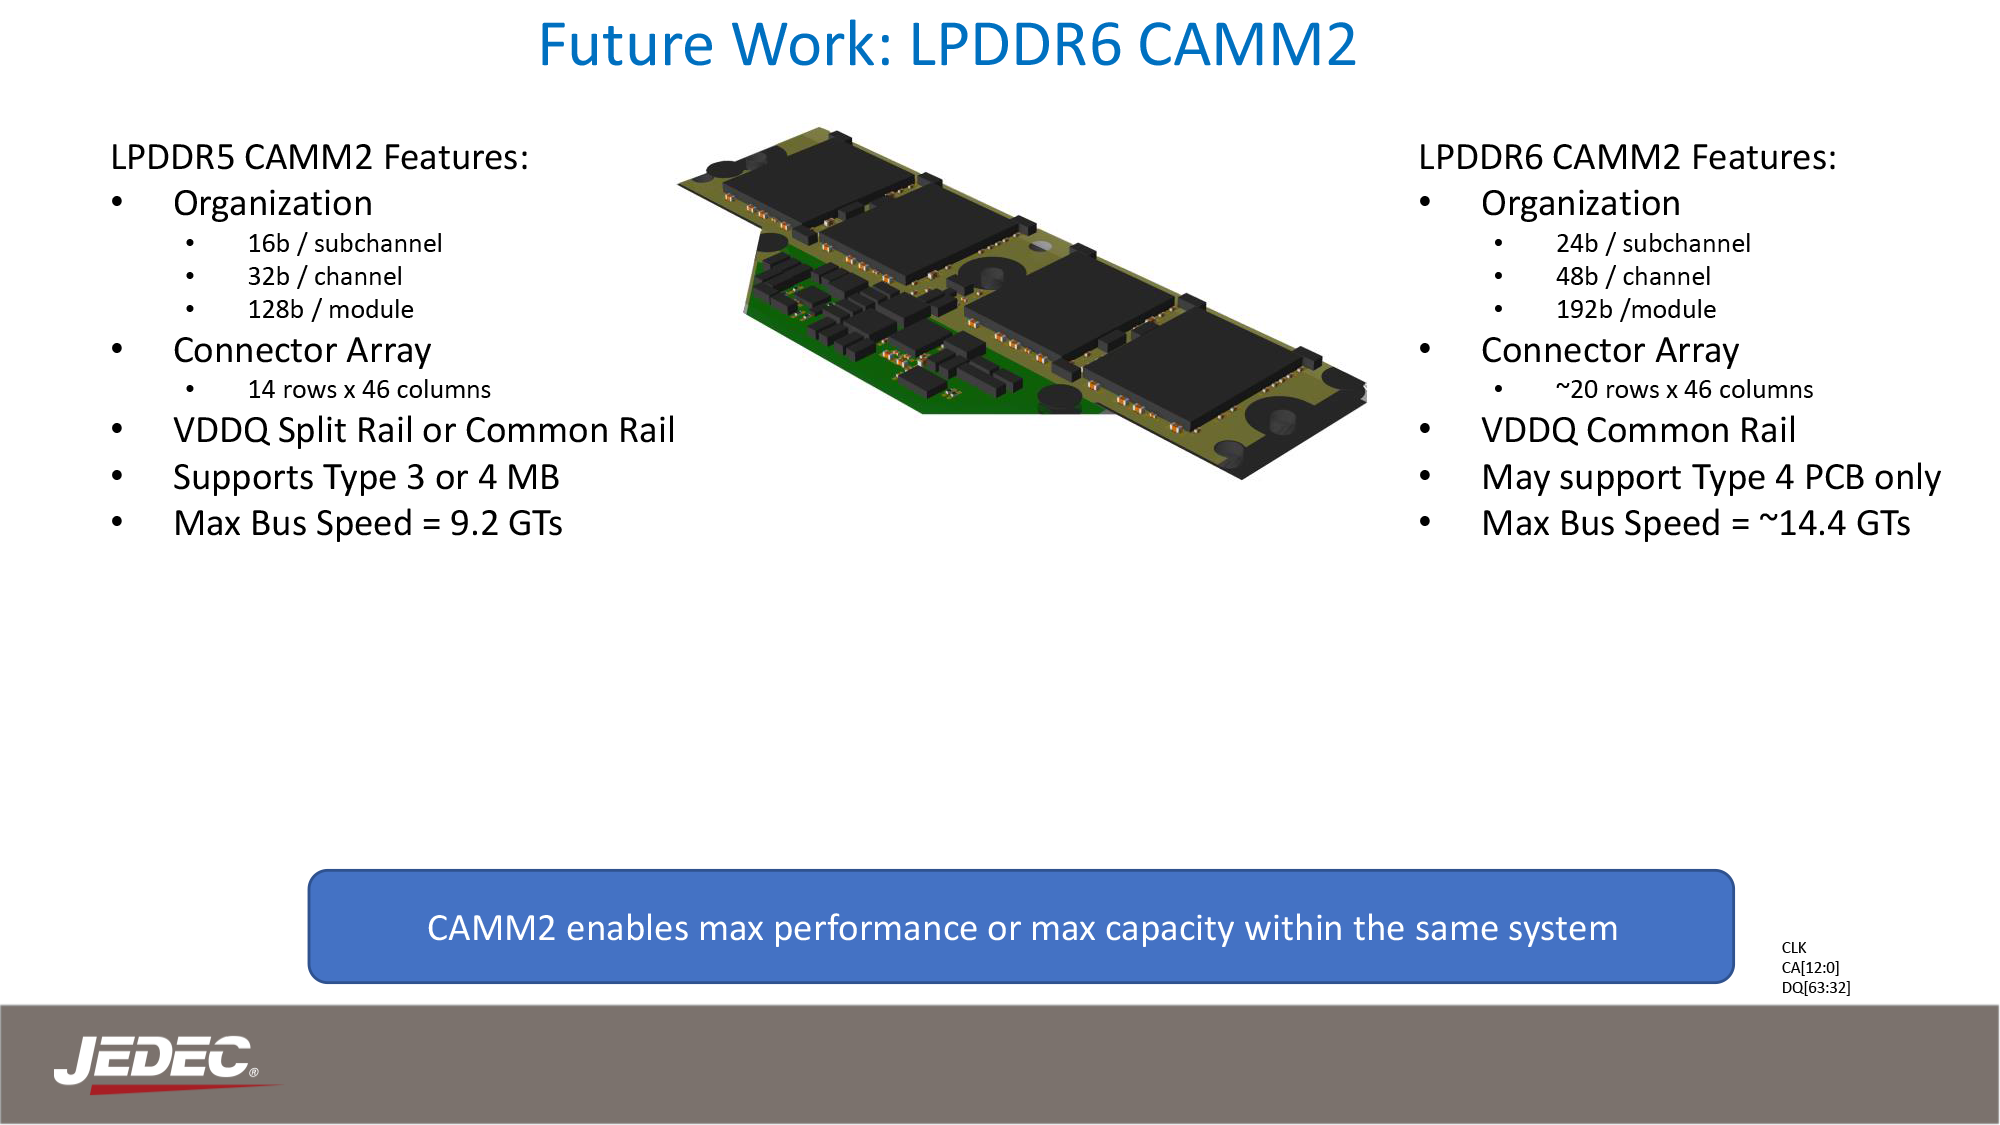 Future Work: LPDDR6 CAMM2
LPDDR5 CAMM2 Features:
• Organization
• 16b / subchannel
• 32b / channel
• 128b / module
• Connector Array
• 14 rows x 46 columns
• VDDQ Split Rail or Common Rail
• Supports Type 3 or 4 MB
• Max Bus Speed = 9.2 GTs
LPDDR6 CAMM2 Features:
• Organization
• 24b / subchannel
• 48b / channel
• 192b /module
• Connector Array
• ~20 rows x 46 columns
• VDDQ Common Rail
• May support Type 4 PCB only
• Max Bus Speed = ~14.4 GTs
CAMM2 enables max performance or max capacity within the same system
CLK
CA[12:0]
DQ[63:32]
JEDEC®